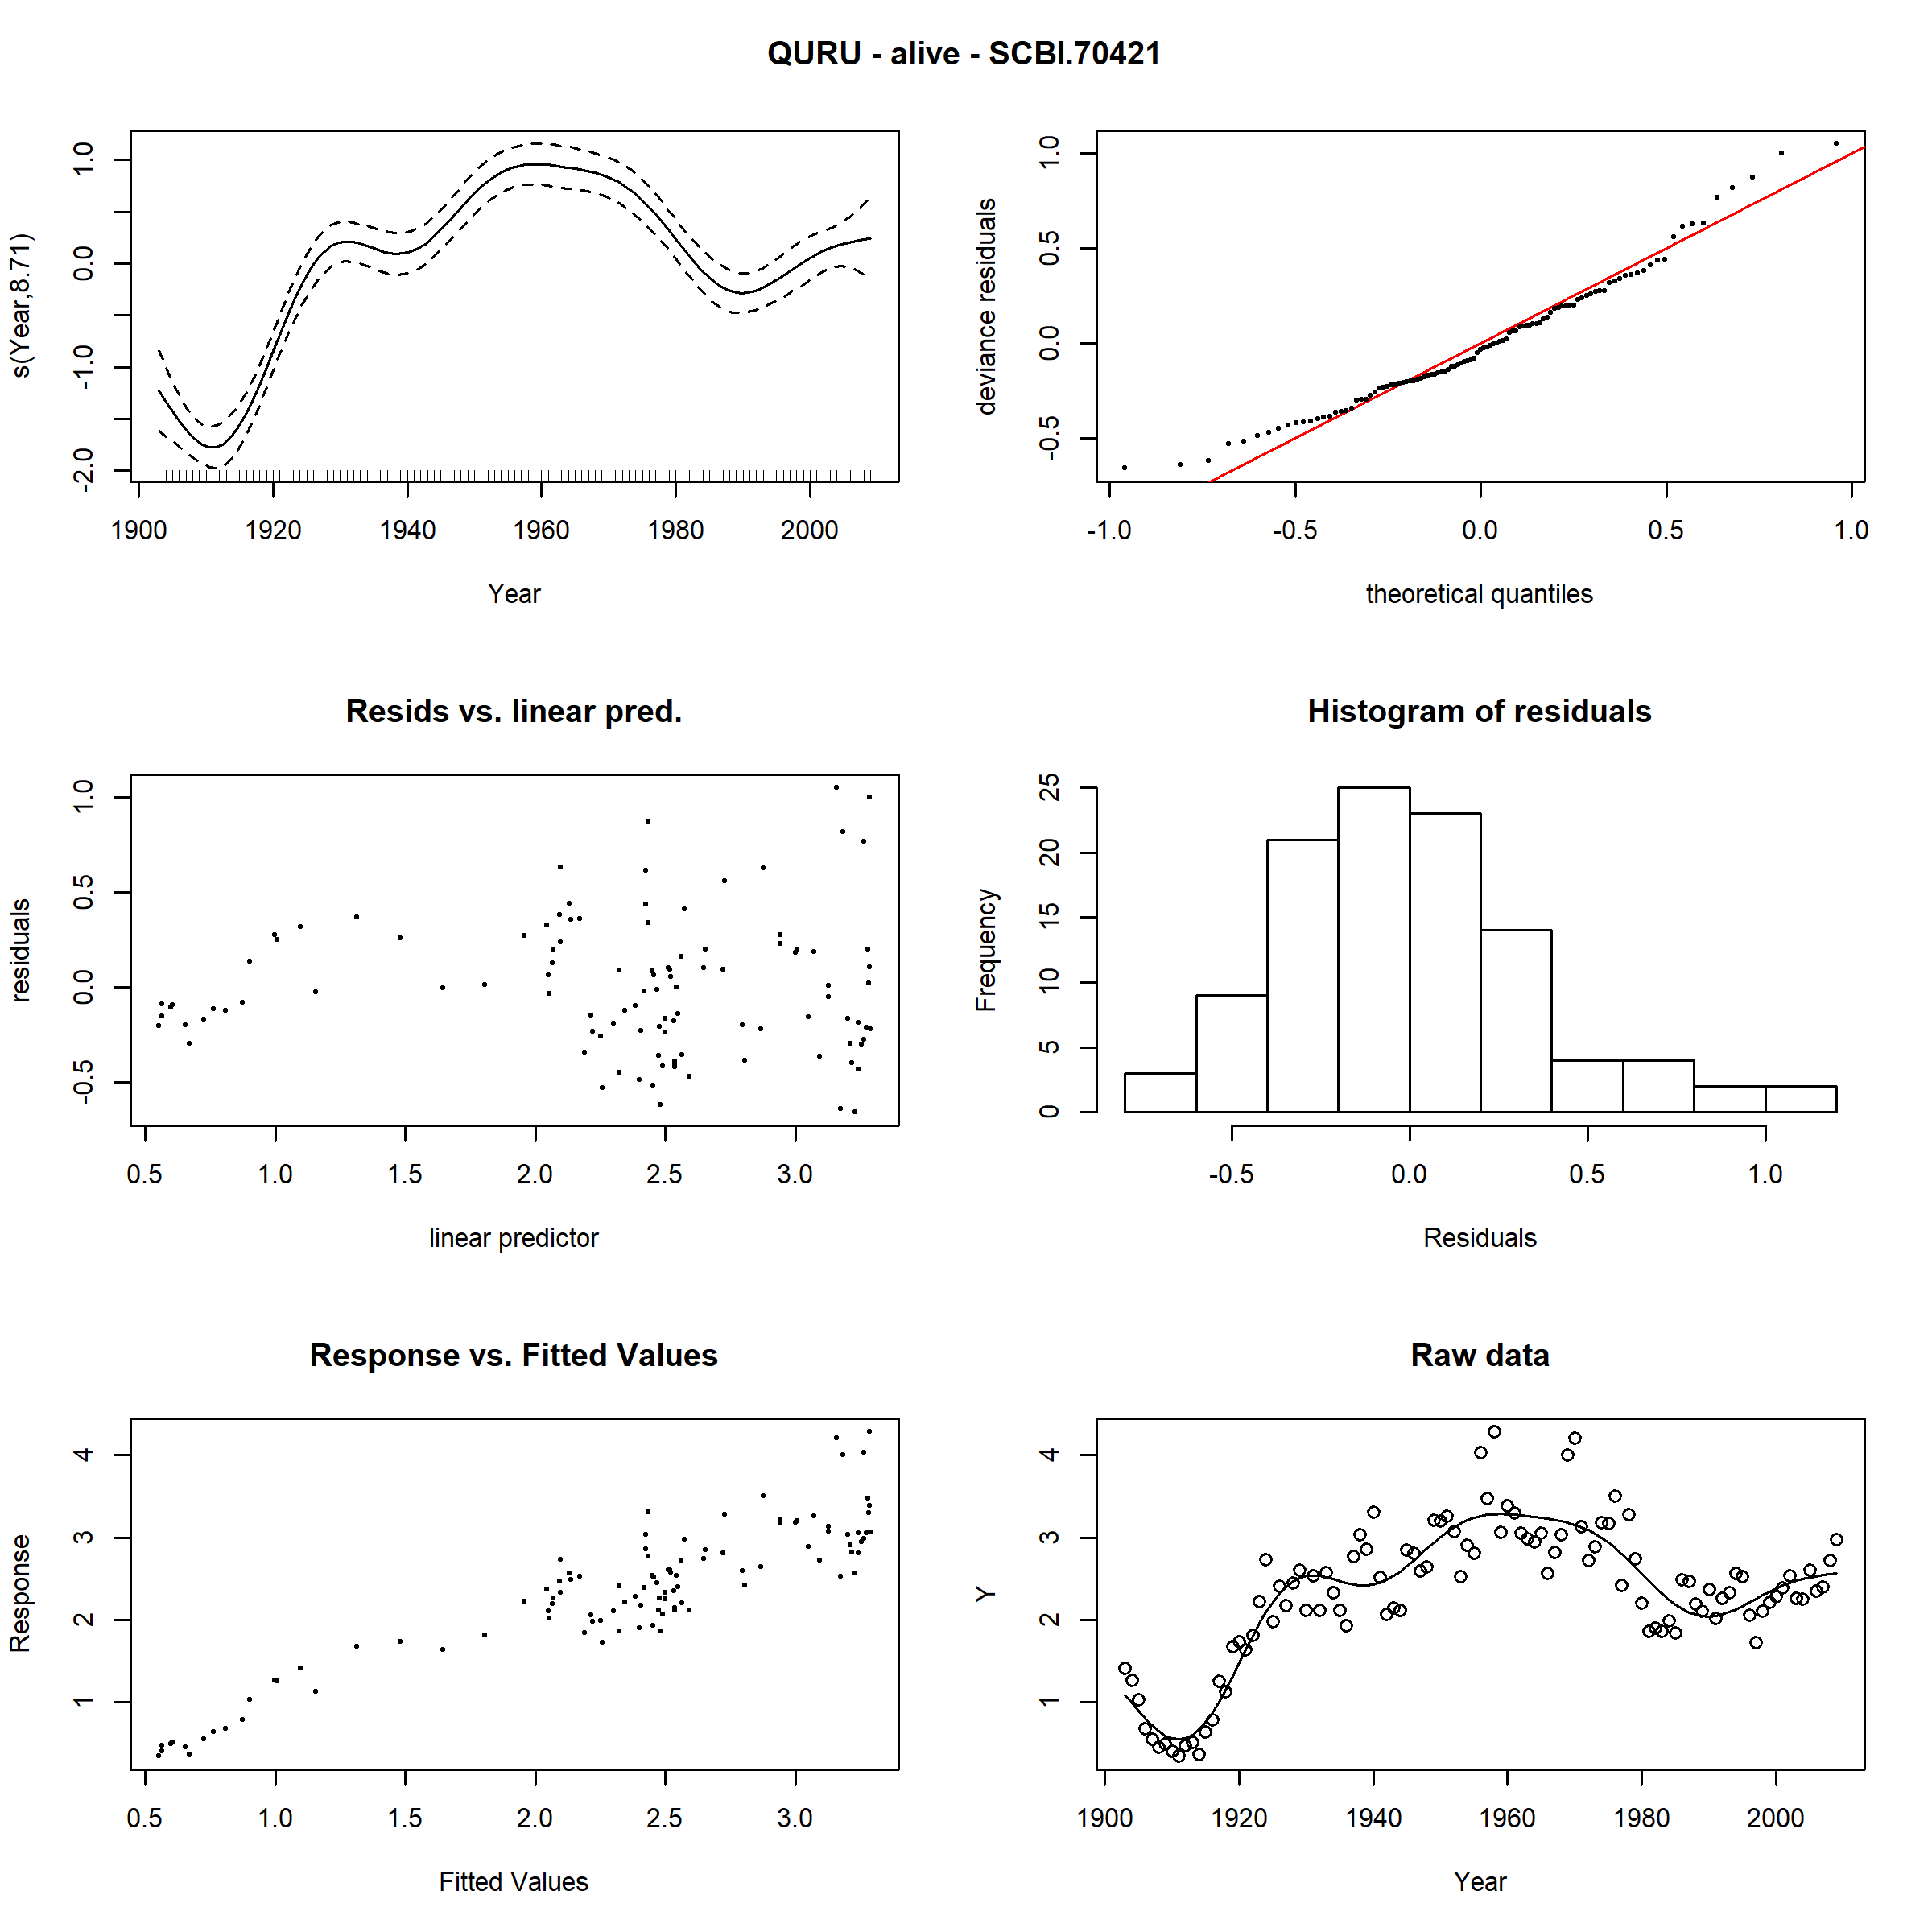 QURU - alive - SCBI.70421
s(Year,8.71)
-2.0 -1.0 0.0 1.0
1900 1920 1940 1960 1980 2000
Year
deviance residuals
-0.5 0.0 0.5 1.0
-1.0 -0.5 0.0 0.5 1.0
theoretical quantiles
Resids vs. linear pred.
residuals
-0.5 0.0 0.5 1.0
0.5 1.0 1.5 2.0 2.5 3.0
linear predictor
Histogram of residuals
Frequency
0 5 10 15 20 25
-0.5 0.0 0.5 1.0
Residuals
Response vs. Fitted Values
Response
1 2 3 4
0.5 1.0 1.5 2.0 2.5 3.0
Fitted Values
Raw data
Y
1 2 3 4
1900 1920 1940 1960 1980 2000
Year